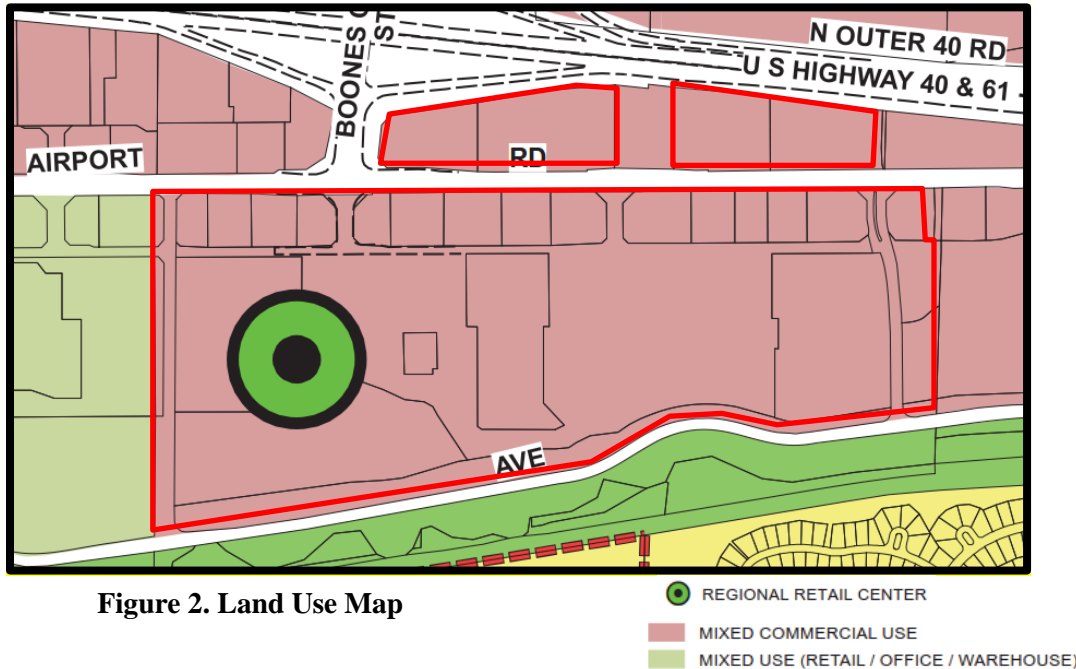 N OUTER 40 RD
U S HIGHWAY 40 & 61
BOONES
ST
AIRPORT
RD
AVE
Figure 2. Land Use Map
REGIONAL RETAIL CENTER
MIXED COMMERCIAL USE
MIXED USE (RETAIL / OFFICE / WAREHOUSE)